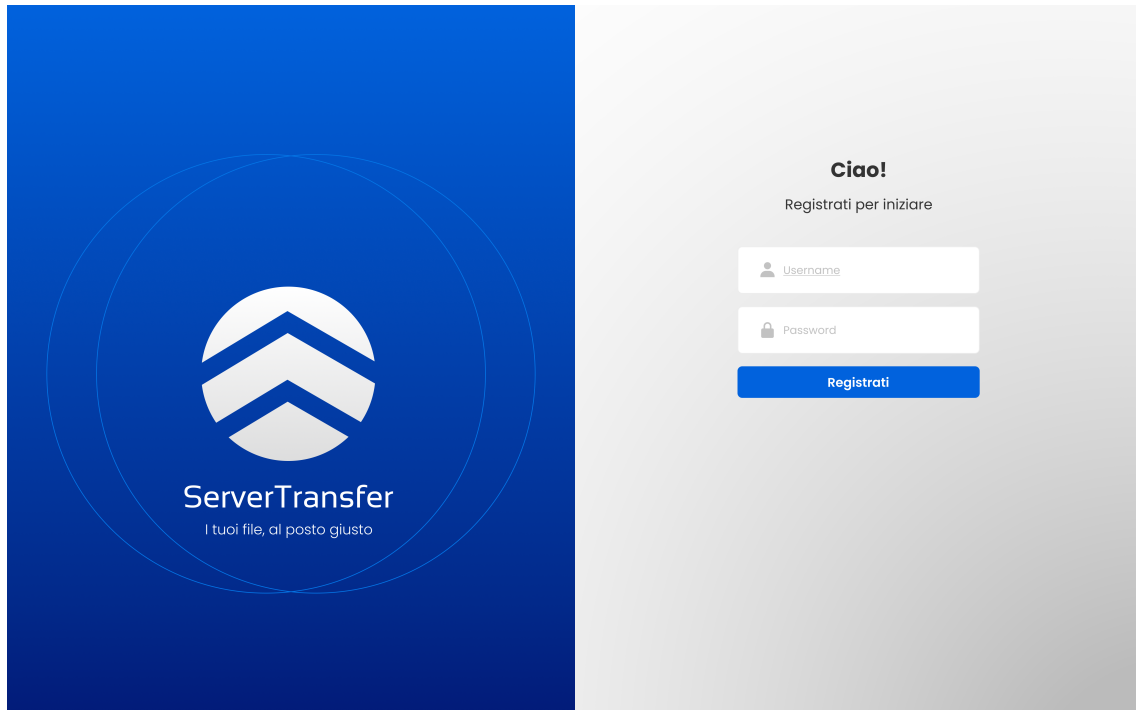 ServerTransfer
I tuoi file, al posto giusto
Ciao!
Registrati per iniziare
Username
Password
Registrati